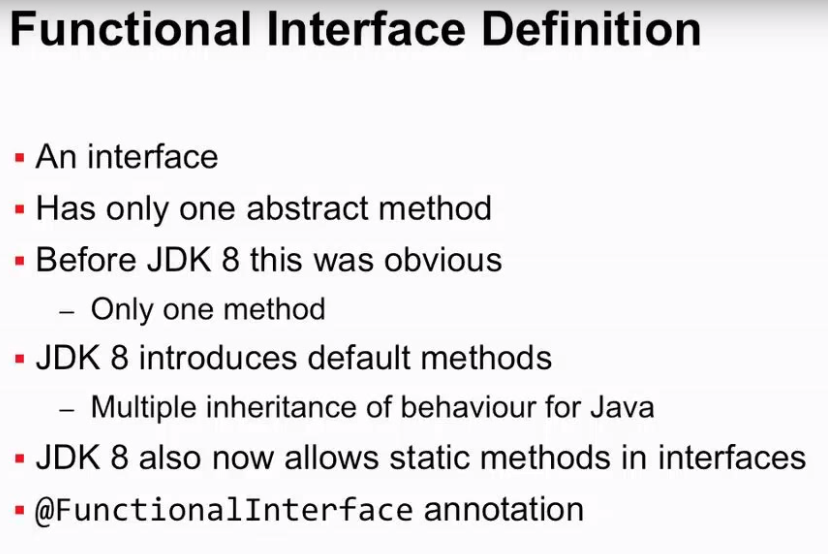 Functional Interface Definition
▪ An interface
▪ Has only one abstract method
▪ Before JDK 8 this was obvious
– Only one method
▪ JDK 8 introduces default methods
– Multiple inheritance of behaviour for Java
▪ JDK 8 also now allows static methods in interfaces
▪ @FunctionalInterface annotation